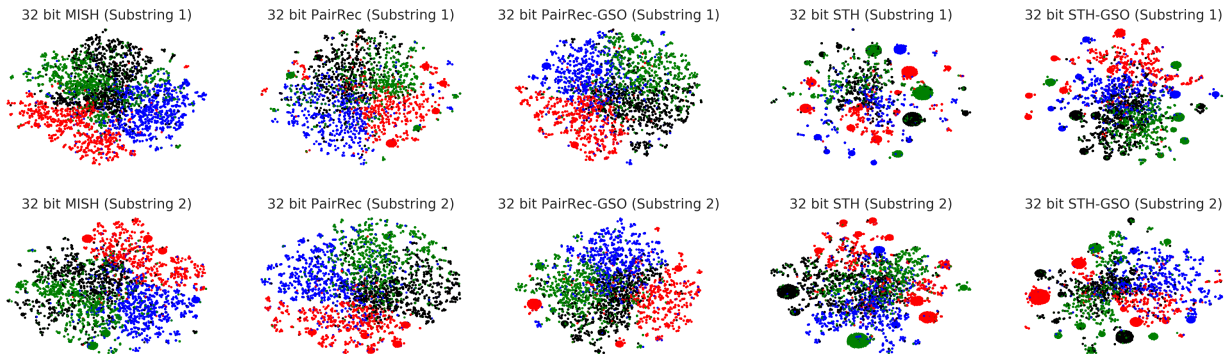 32 bit MISH (Substring 1)
32 bit PairRec (Substring 1)
32 bit PairRec-GSO (Substring 1)
32 bit STH (Substring 1)
32 bit STH-GSO (Substring 1)
32 bit MISH (Substring 2)
32 bit PairRec (Substring 2)
32 bit PairRec-GSO (Substring 2)
32 bit STH (Substring 2)
32 bit STH-GSO (Substring 2)